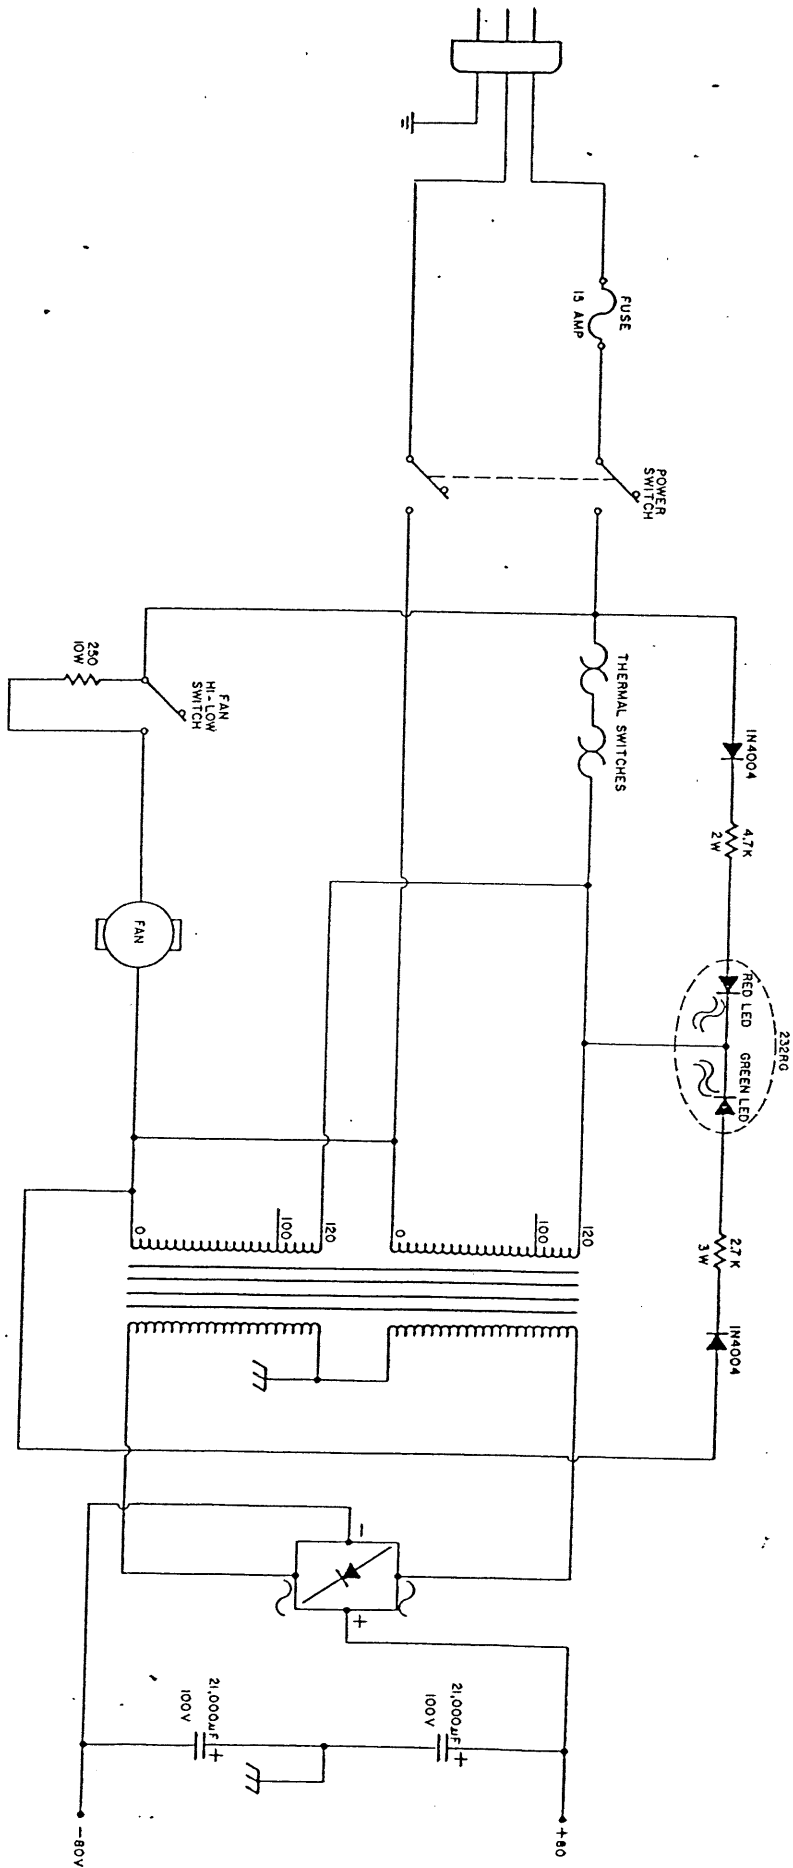 FUSE
15 AMP
POWER
SWITCH
THERMAL SWITCHES
1N4004
4.7K
2W
232RG
RED LED
GREEN LED
2.7K
3W
1N4004
FAN
HI-LOW
SWITCH
250
10W
FAN
120
100
0
120
100
0
-
+
21,000µF
100V
+
21,000µF
100V
+
+80
-80V